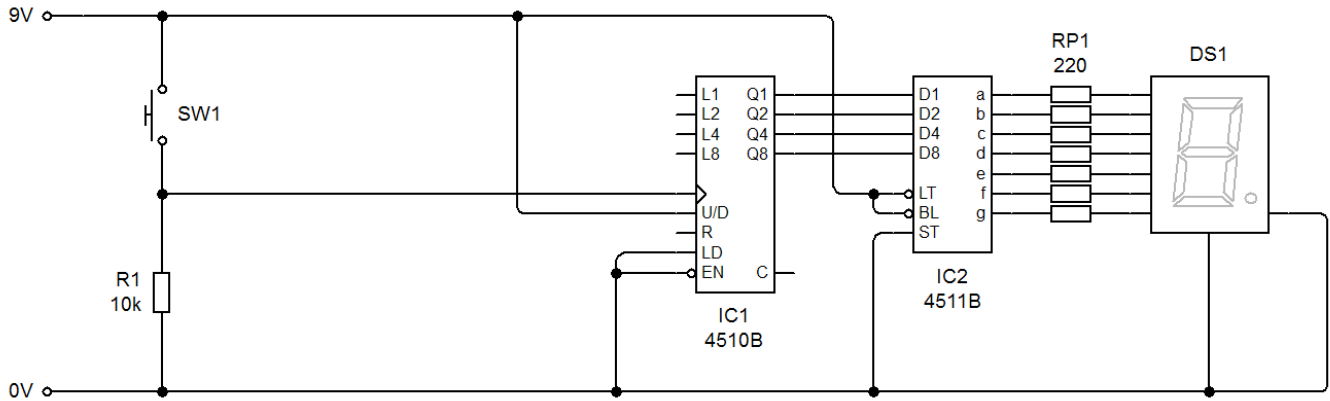 9V
SW1
R1
10k
0V
L1 Q1
L2 Q2
L4 Q4
L8 Q8
U/D
R
LD
EN C
IC1
4510B
D1 a
D2 b
D4 c
D8 d
e
LT f
BL g
ST
IC2
4511B
RP1
220
DS1